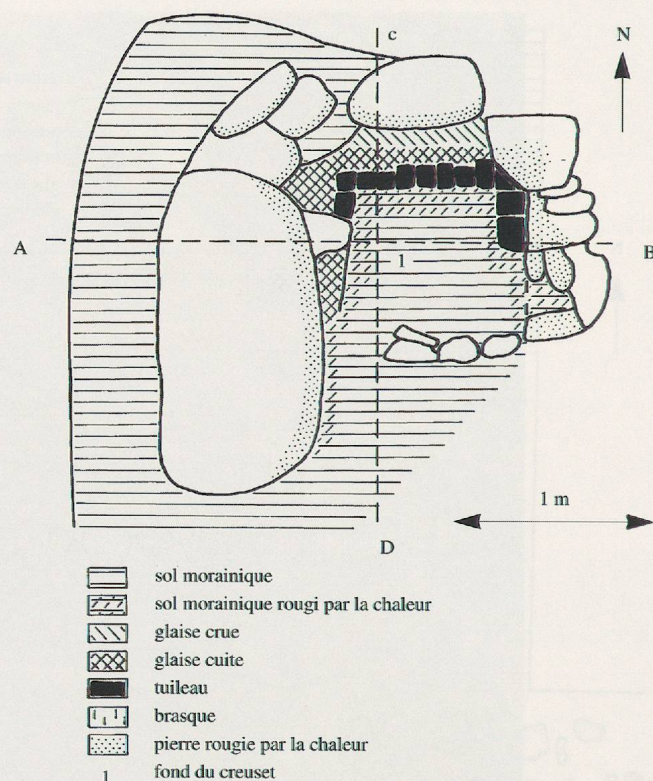 c
N
A
B
1
1 m
D
sol morainique
sol morainique rougi par la chaleur
glaise crue
glaise cuite
tuileau
brasque
pierre rougie par la chaleur
1 fond du creuset